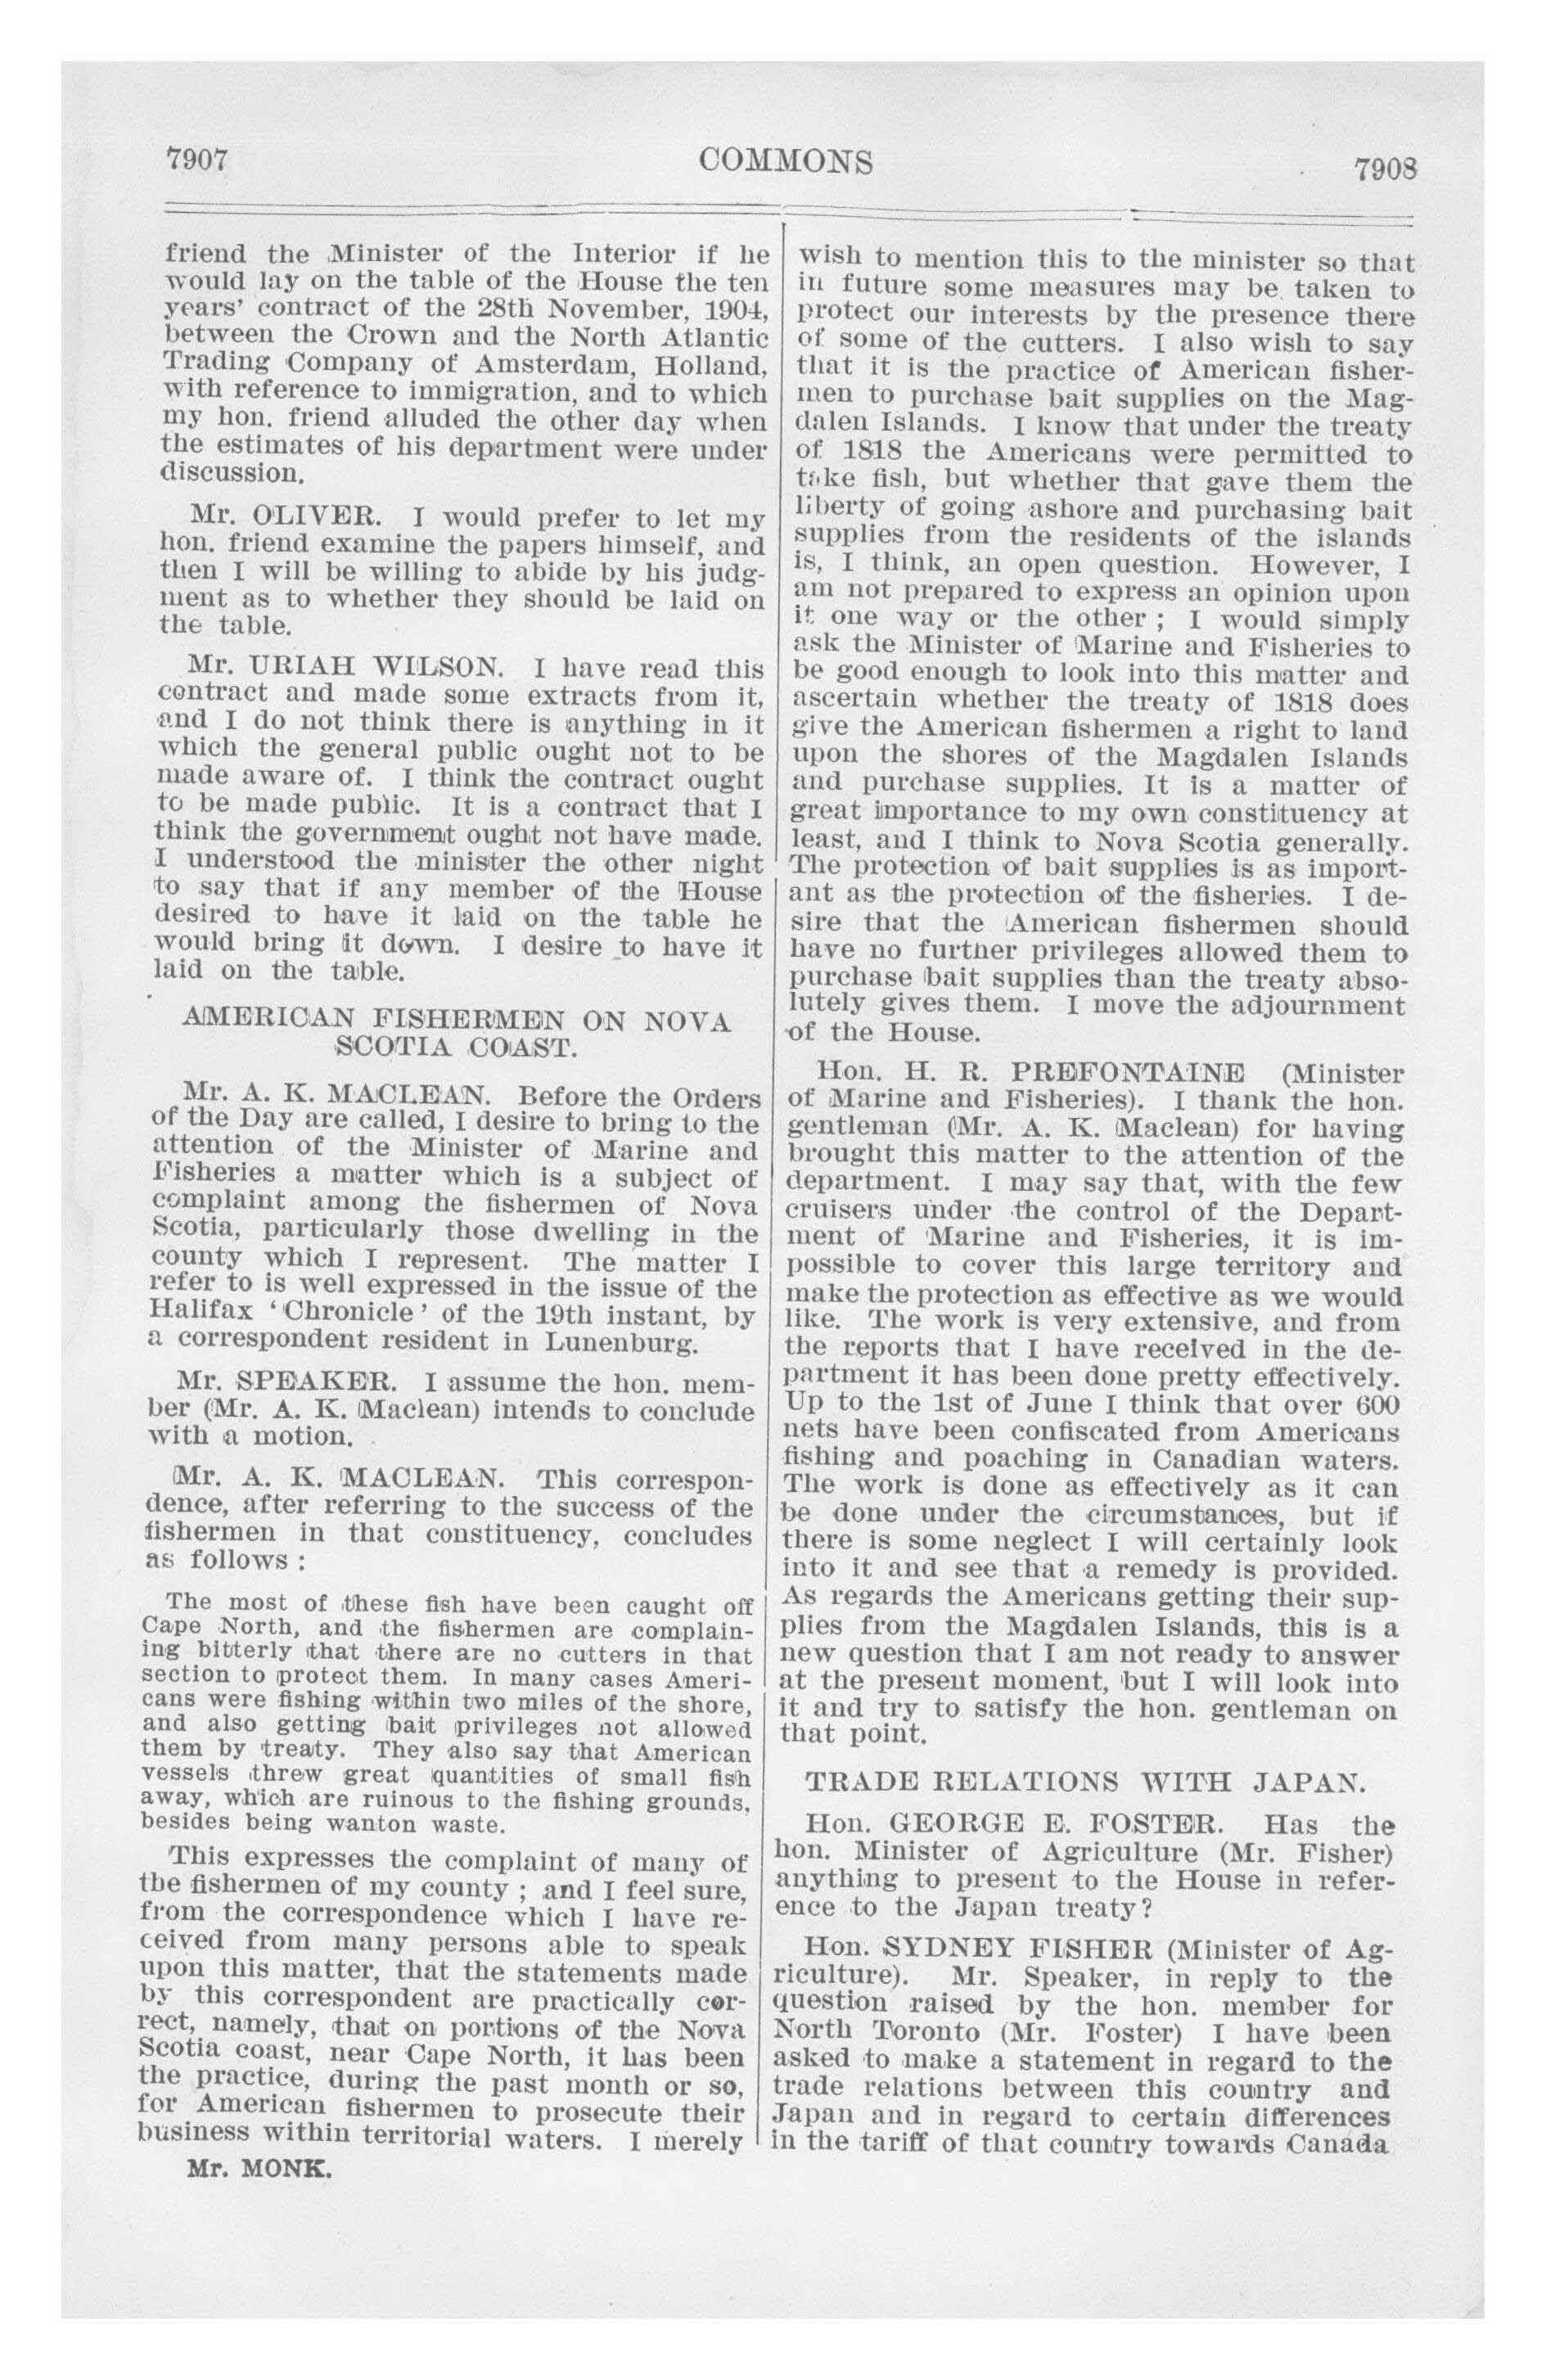 7907
COMMONS
7908
friend the Minister of the Interior if he
would lay on the table of the House the ten
years' contract of the 28th November, 1904,
between the Crown and the North Atlantic
Trading Company of Amsterdam, Holland,
with reference to immigration, and to which
my hon. friend alluded the other day when
the estimates of his department were under
discussion.
Mr. OLIVER. I would prefer to let my
hon. friend examine the papers himself, and
then I will be willing to abide by his judg-
ment as to whether they should be laid on
the table.
Mr. URIAH WILSON. I have read this
contract and made some extracts from it,
and I do not think there is anything in it
which the general public ought not to be
made aware of. I think the contract ought
to be made public. It is a contract that I
think the government ought not have made.
I understood the minister the other night
to say that if any member of the House
desired to have it laid on the table he
would bring it down. I desire to have it
laid on the table.
AMERICAN FISHERMEN ON NOVA
SCOTIA COAST.
Mr. A. K. MACLEAN. Before the Orders
of the Day are called, I desire to bring to the
attention of the Minister of Marine and
Fisheries a matter which is a subject of
complaint among the fishermen of Nova
Scotia, particularly those dwelling in the
county which I represent. The matter I
refer to is well expressed in the issue of the
Halifax 'Chronicle' of the 19th instant, by
a correspondent resident in Lunenburg.
Mr. SPEAKER. I assume the hon. mem-
ber (Mr. A. K. Maclean) intends to conclude
with a motion.
Mr. A. K. MACLEAN. This correspon-
dence, after referring to the success of the
fishermen in that constituency, concludes
as follows :
The most of these fish have been caught off
Cape North, and the fishermen are complain-
ing bitterly that there are no cutters in that
section to protect them. In many cases Ameri-
cans were fishing within two miles of the shore,
and also getting bait privileges not allowed
them by treaty. They also say that American
vessels threw great quantities of small fish
away, which are ruinous to the fishing grounds,
besides being wanton waste.
This expresses the complaint of many of
the fishermen of my county ; and I feel sure,
from the correspondence which I have re-
ceived from many persons able to speak
upon this matter, that the statements made
by this correspondent are practically cor-
rect, namely, that on portions of the Nova
Scotia coast, near Cape North, it has been
the practice, during the past month or so,
for American fishermen to prosecute their
business within territorial waters. I merely
Mr. MONK.
wish to mention this to the minister so that
in future some measures may be taken to
protect our interests by the presence there
of some of the cutters. I also wish to say
that it is the practice of American fisher-
men to purchase bait supplies on the Mag-
dalen Islands. I know that under the treaty
of 1818 the Americans were permitted to
take fish, but whether that gave them the
liberty of going ashore and purchasing bait
supplies from the residents of the islands
is, I think, an open question. However, I
am not prepared to express an opinion upon
it one way or the other ; I would simply
ask the Minister of Marine and Fisheries to
be good enough to look into this matter and
ascertain whether the treaty of 1818 does
give the American fishermen a right to land
upon the shores of the Magdalen Islands
and purchase supplies. It is a matter of
great importance to my own constituency at
least, and I think to Nova Scotia generally.
The protection of bait supplies is as import-
ant as the protection of the fisheries. I de-
sire that the American fishermen should
have no further privileges allowed them to
purchase bait supplies than the treaty abso-
lutely gives them. I move the adjournment
of the House.
Hon. H. R. PREFONTAINE (Minister
of Marine and Fisheries). I thank the hon.
gentleman (Mr. A. K. Maclean) for having
brought this matter to the attention of the
department. I may say that, with the few
cruisers under the control of the Depart-
ment of Marine and Fisheries, it is im-
possible to cover this large territory and
make the protection as effective as we would
like. The work is very extensive, and from
the reports that I have received in the de-
partment it has been done pretty effectively.
Up to the 1st of June I think that over 600
nets have been confiscated from Americans
fishing and poaching in Canadian waters.
The work is done as effectively as it can
be done under the circumstances, but if
there is some neglect I will certainly look
into it and see that a remedy is provided.
As regards the Americans getting their sup-
plies from the Magdalen Islands, this is a
new question that I am not ready to answer
at the present moment, but I will look into
it and try to satisfy the hon. gentleman on
that point.
TRADE RELATIONS WITH JAPAN.
Hon. GEORGE E. FOSTER. Has the
hon. Minister of Agriculture (Mr. Fisher)
anything to present to the House in refer-
ence to the Japan treaty?
Hon. SYDNEY FISHER (Minister of Ag-
riculture). Mr. Speaker, in reply to the
question raised by the hon. member for
North Toronto (Mr. Foster) I have been
asked to make a statement in regard to the
trade relations between this country and
Japan and in regard to certain differences
in the tariff of that country towards Canada